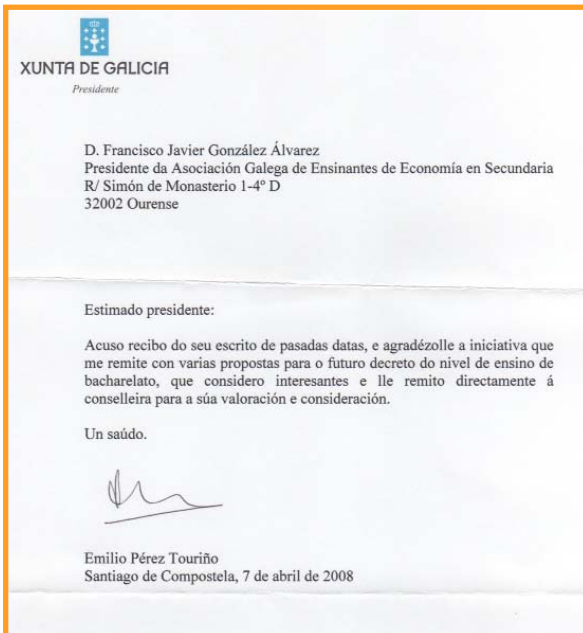 XUNTA DE GALICIA
Presidente
D. Francisco Javier González Álvarez
Presidente da Asociación Galega de Ensinantes de Economía en Secundaria
R/ Simón de Monasterio 1-4º D
32002 Ourense
Estimado presidente:
Acuso recibo do seu escrito de pasadas datas, e agradézolle a iniciativa que
me remite con varias propostas para o futuro decreto do nivel de ensino de
bacharelato, que considero interesantes e lle remito directamente á
conselleira para a súa valoración e consideración.
Un saúdo.
Emilio Pérez Touriño
Santiago de Compostela, 7 de abril de 2008